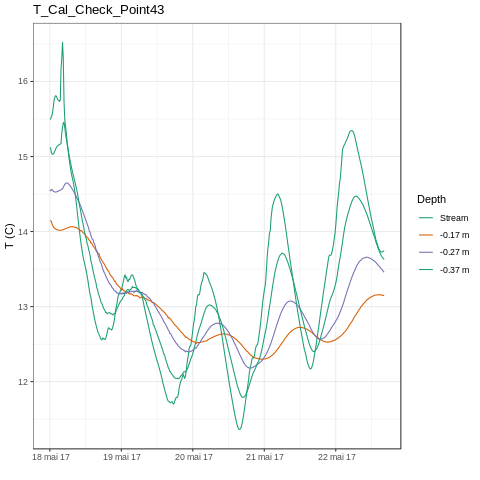 T_Cal_Check_Point43
T (C)
16
15
14
13
12
18 mai 17
19 mai 17
20 mai 17
21 mai 17
22 mai 17
Depth
Stream
-0.17 m
-0.27 m
-0.37 m